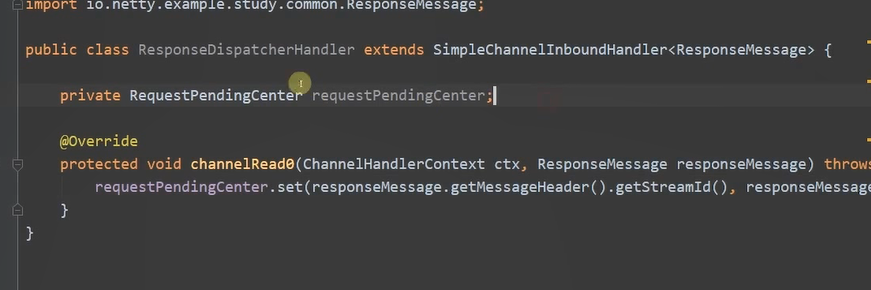 import io.netty.example.study.common.ResponseMessage;
public class ResponseDispatcherHandler extends SimpleChannelInboundHandler<ResponseMessage> {
private RequestPendingCenter requestPendingCenter;
@Override
protected void channelRead0(ChannelHandlerContext ctx, ResponseMessage responseMessage) throws
requestPendingCenter.set(responseMessage.getMessageHeader().getStreamId(), responseMessage
}
}